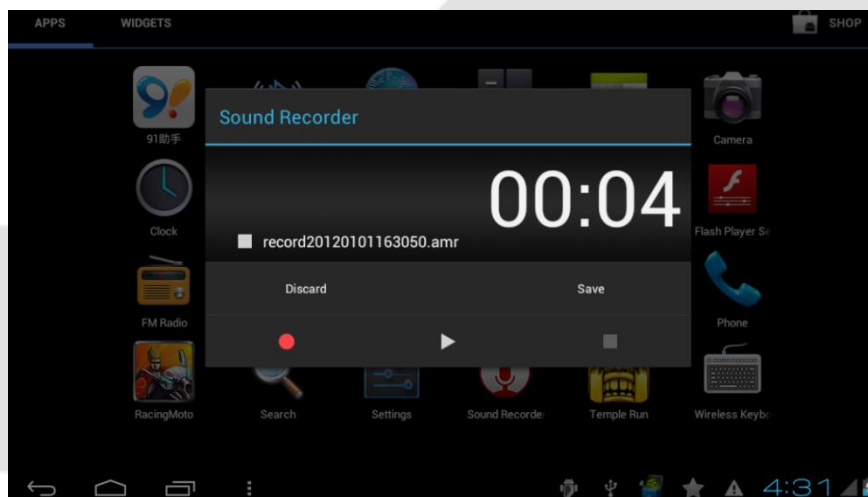 APPS WIDGETS SHOP
Sound Recorder
91助手 Camera
00:04
Clock Flash Player Se
record20120101163050.amr
Discard Save
FM Radio Phone
RacingMoto Search Settings Sound Recorde Temple Run Wireless Keybo
4:31